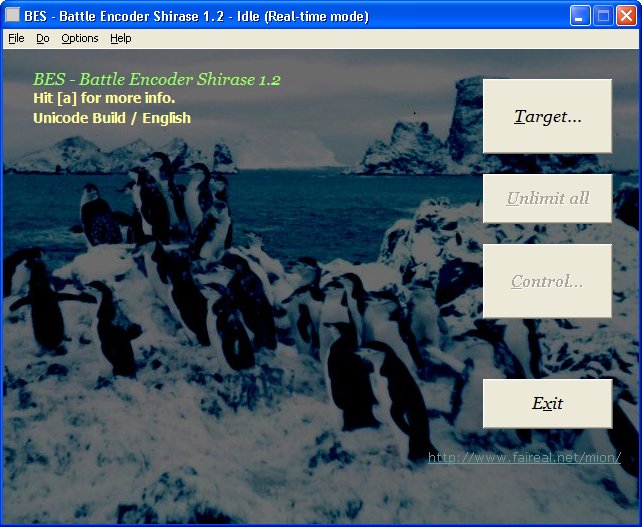 BES - Battle Encoder Shirase 1.2 - Idle (Real-time mode)
File Do Options Help
BES - Battle Encoder Shirase 1.2
Hit [a] for more info.
Unicode Build / English
Target...
Unlimit all
Control...
Exit
http://www.faireal.net/mion/